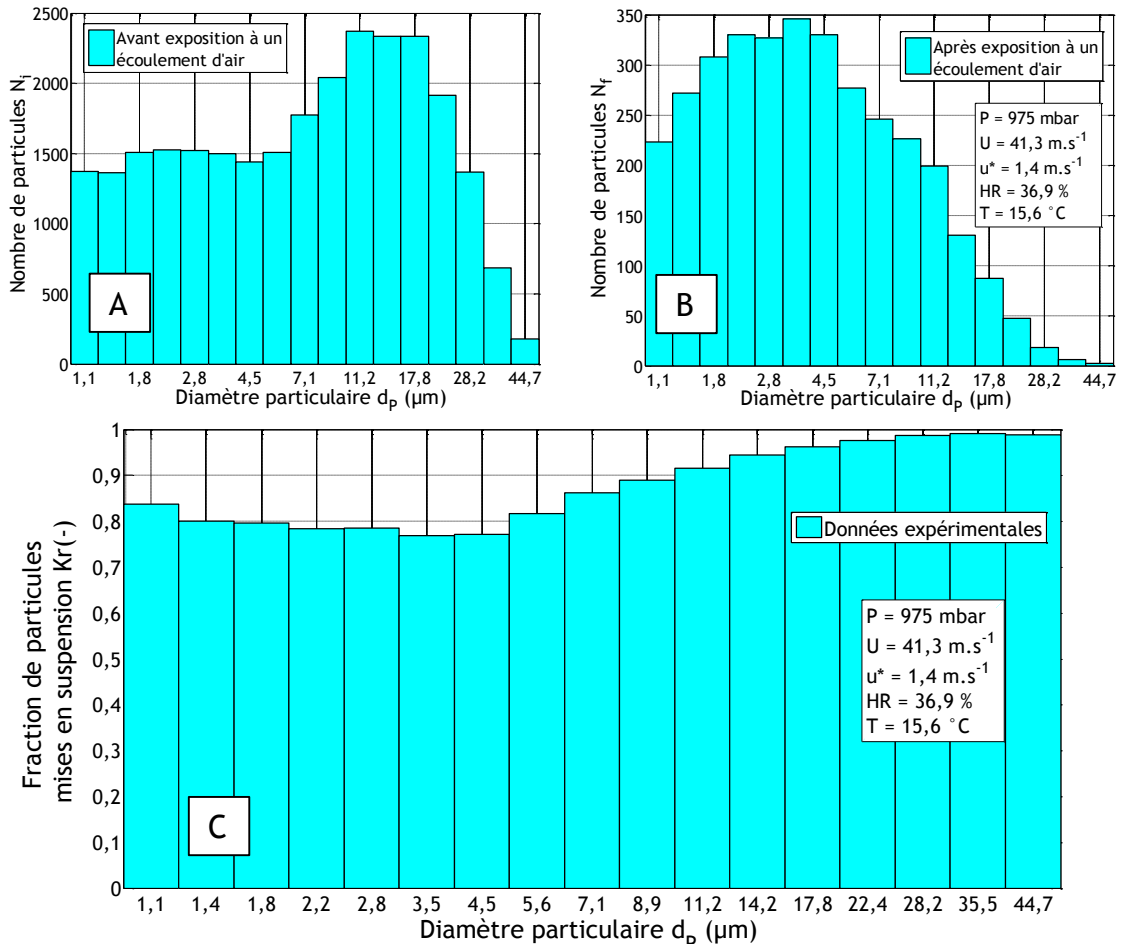 2500
2000
1500
1000
500
0
Nombre de particules Ni
Avant exposition à un
écoulement d'air
A
1,1 1,8 2,8 4,5 7,1 11,2 17,8 28,2 44,7
Diamètre particulaire dP (µm)
350
300
250
200
150
100
50
0
Nombre de particules Nf
Après exposition à un
écoulement d'air
P = 975 mbar
U = 41,3 m.s-1
u* = 1,4 m.s-1
HR = 36,9 %
T = 15,6 °C
B
1,1 1,8 2,8 4,5 7,1 11,2 17,8 28,2 44,7
Diamètre particulaire dP (µm)
1
0,9
0,8
0,7
0,6
0,5
0,4
0,3
0,2
0,1
0
Fraction de particules
mises en suspension Kr(-)
Données expérimentales
P = 975 mbar
U = 41,3 m.s-1
u* = 1,4 m.s-1
HR = 36,9 %
T = 15,6 °C
C
1,1 1,4 1,8 2,2 2,8 3,5 4,5 5,6 7,1 8,9 11,2 14,2 17,8 22,4 28,2 35,5 44,7
Diamètre particulaire dP (µm)